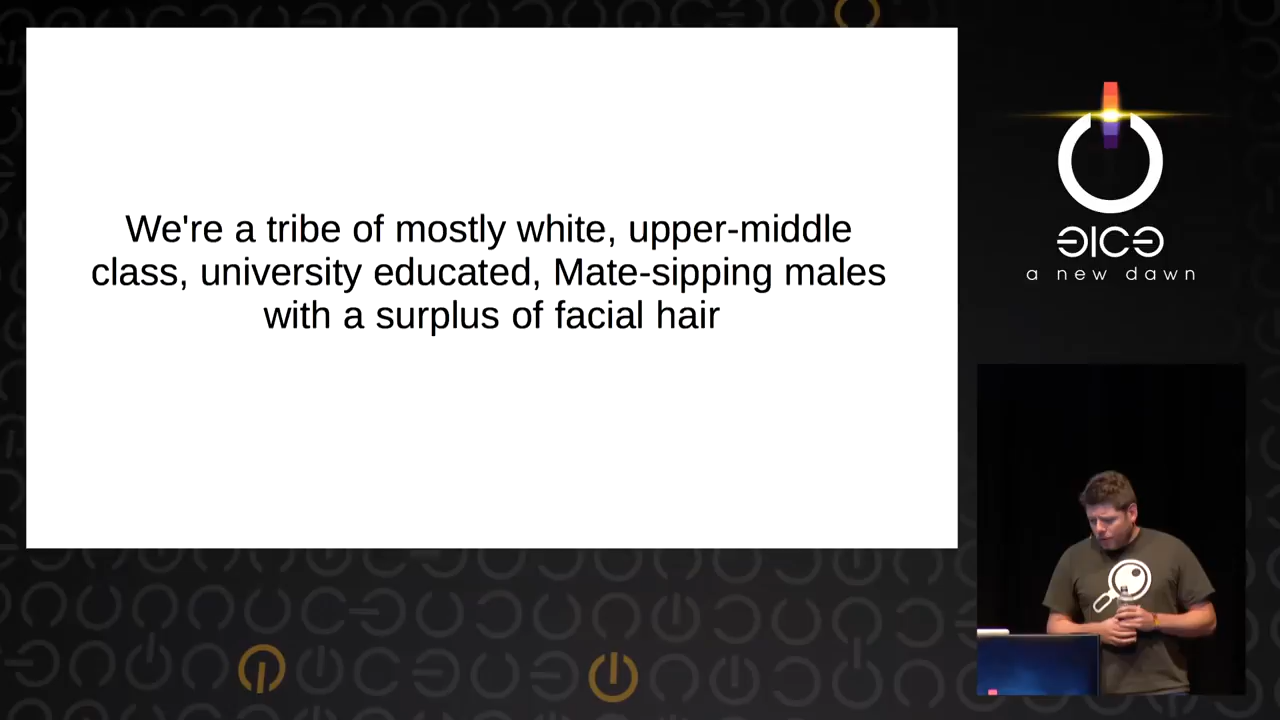 We're a tribe of mostly white, upper-middle
class, university educated, Mate-sipping males
with a surplus of facial hair
a new dawn